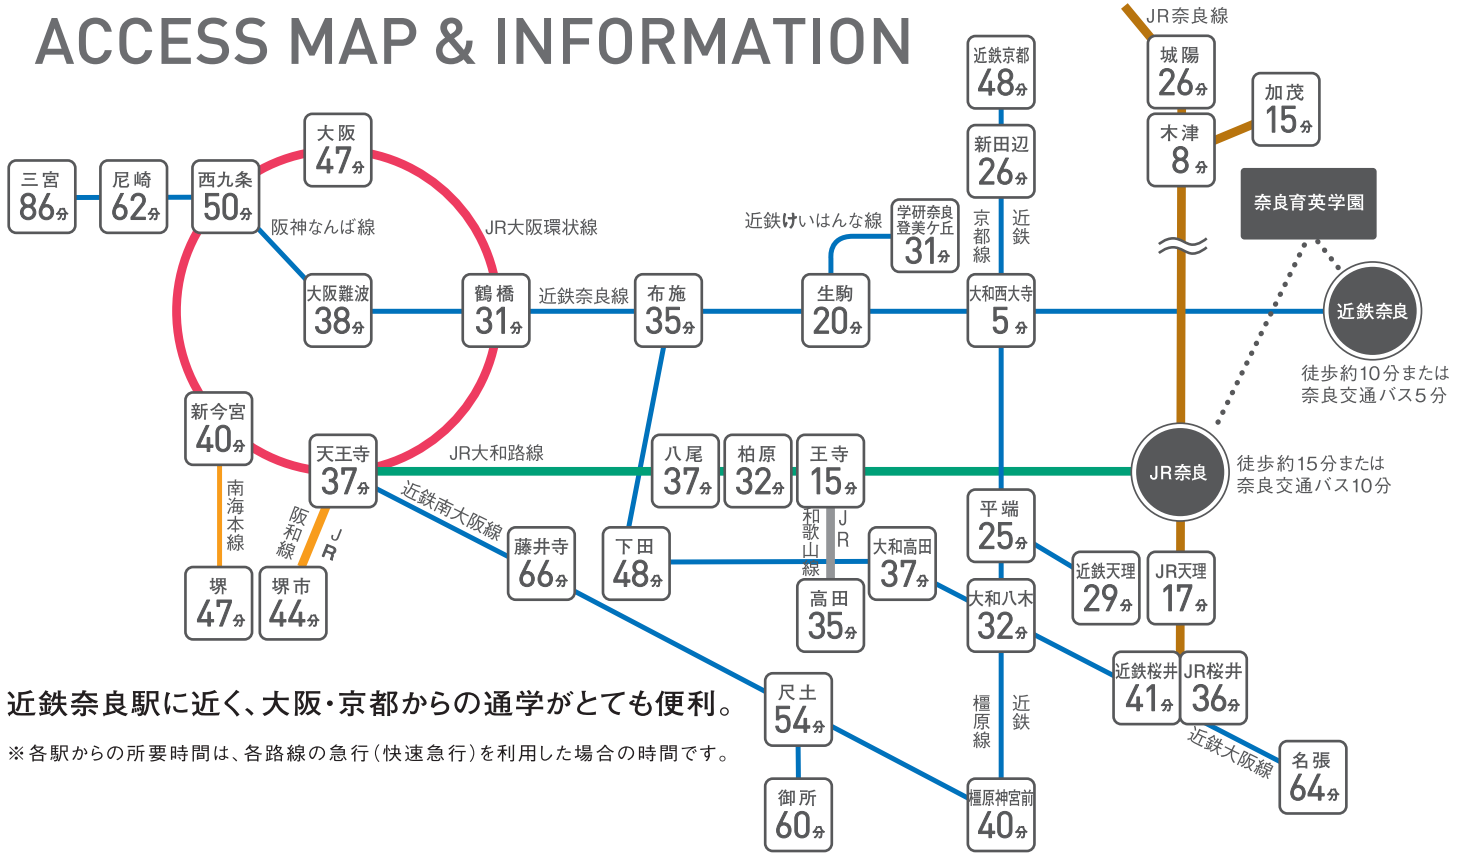 ACCESS MAP & INFORMATION
JR奈良線
近鉄京都
48分
城陽
26分
加茂
15分
大阪
47分
新田辺
26分
木津
8分
三宮
86分
尼崎
62分
西九条
50分
奈良育英学園
阪神なんば線
JR大阪環状線
近鉄けいはんな線
学研奈良
登美ケ丘
31分
近鉄
京都線
大阪難波
38分
鶴橋
31分
近鉄奈良線
布施
35分
生駒
20分
大和西大寺
5分
近鉄奈良
徒歩約10分または
奈良交通バス5分
新今宮
40分
天王寺
37分
JR大和路線
八尾
37分
柏原
32分
王寺
15分
JR奈良
徒歩約15分または
奈良交通バス10分
南海本線
JR
阪和線
近鉄南大阪線
JR
和歌山線
平端
25分
藤井寺
66分
下田
48分
大和高田
37分
近鉄天理
29分
JR天理
17分
堺
47分
堺市
44分
高田
35分
大和八木
32分
近鉄桜井
41分
JR桜井
36分
近鉄奈良駅に近く、大阪・京都からの通学がとても便利。
尺土
54分
近鉄
橿原線
近鉄大阪線
※各駅からの所要時間は、各路線の急行(快速急行)を利用した場合の時間です。
名張
64分
御所
60分
橿原神宮前
40分